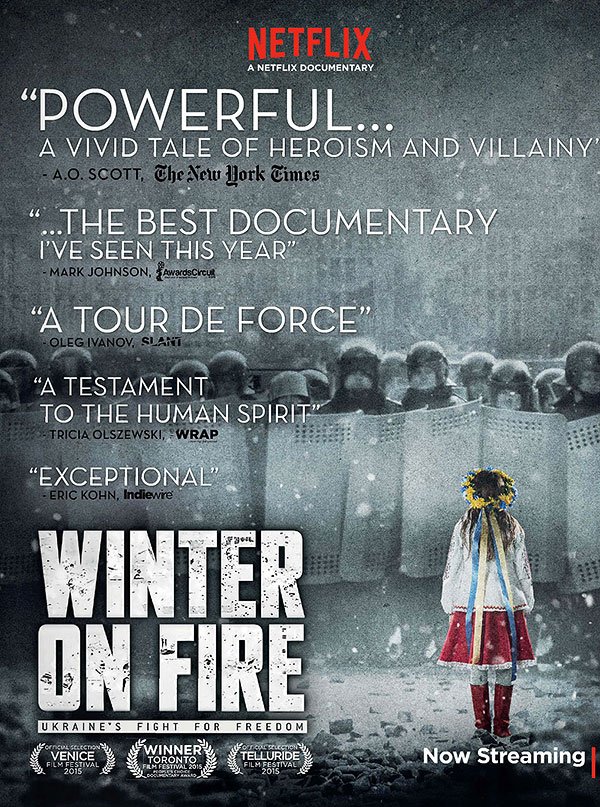 NETFLIX
A NETFLIX DOCUMENTARY
“POWERFUL...
A VIVID TALE OF HEROISM AND VILLAINY”
- A.O. SCOTT, The New York Times
“...THE BEST DOCUMENTARY
I’VE SEEN THIS YEAR”
- MARK JOHNSON, AwardsCircuit
“A TOUR DE FORCE”
- OLEG IVANOV, SLANT
“A TESTAMENT
TO THE HUMAN SPIRIT”
- TRICIA OLSZEWSKI, WRAP
“EXCEPTIONAL”
- ERIC KOHN, Indiewire
WINTER
ON FIRE
UKRAINE’S FIGHT FOR FREEDOM
OFFICIAL SELECTION
VENICE
FILM FESTIVAL
2015
WINNER
TORONTO
FILM FESTIVAL 2015
PEOPLE’S CHOICE
DOCUMENTARY AWARD
OFFICIAL SELECTION
TELLURIDE
FILM FESTIVAL
2015
Now Streaming